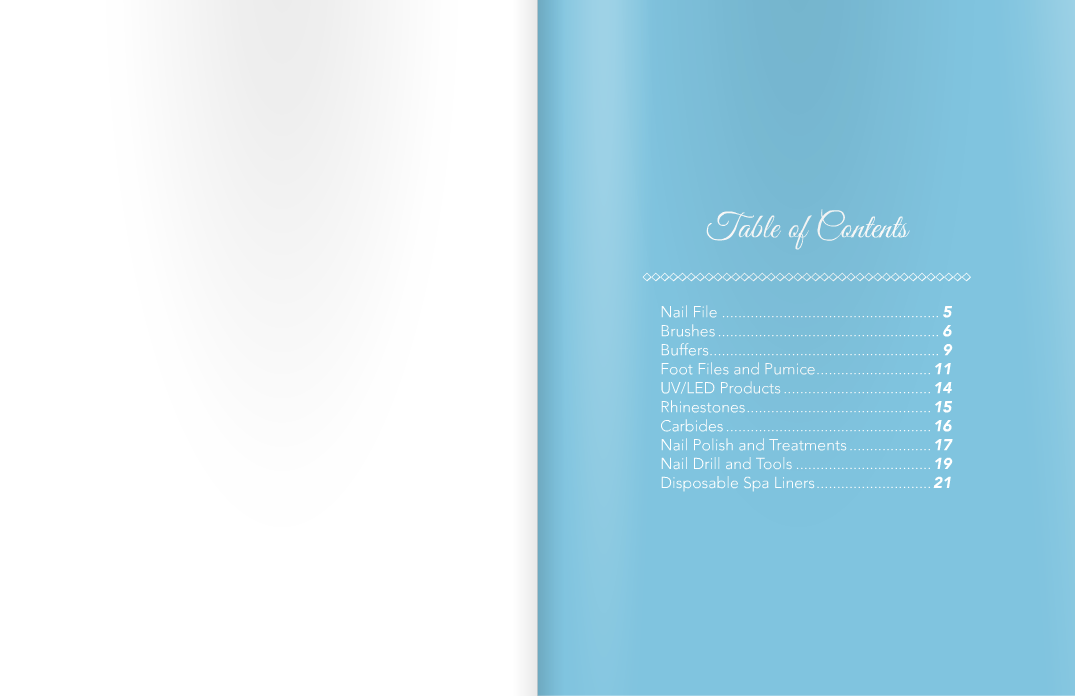 Table of Contents
Nail File ..................................................... 5
Brushes ...................................................... 6
Buffers........................................................ 9
Foot Files and Pumice............................ 11
UV/LED Products .................................... 14
Rhinestones............................................. 15
Carbides .................................................. 16
Nail Polish and Treatments .................... 17
Nail Drill and Tools ................................. 19
Disposable Spa Liners............................ 21